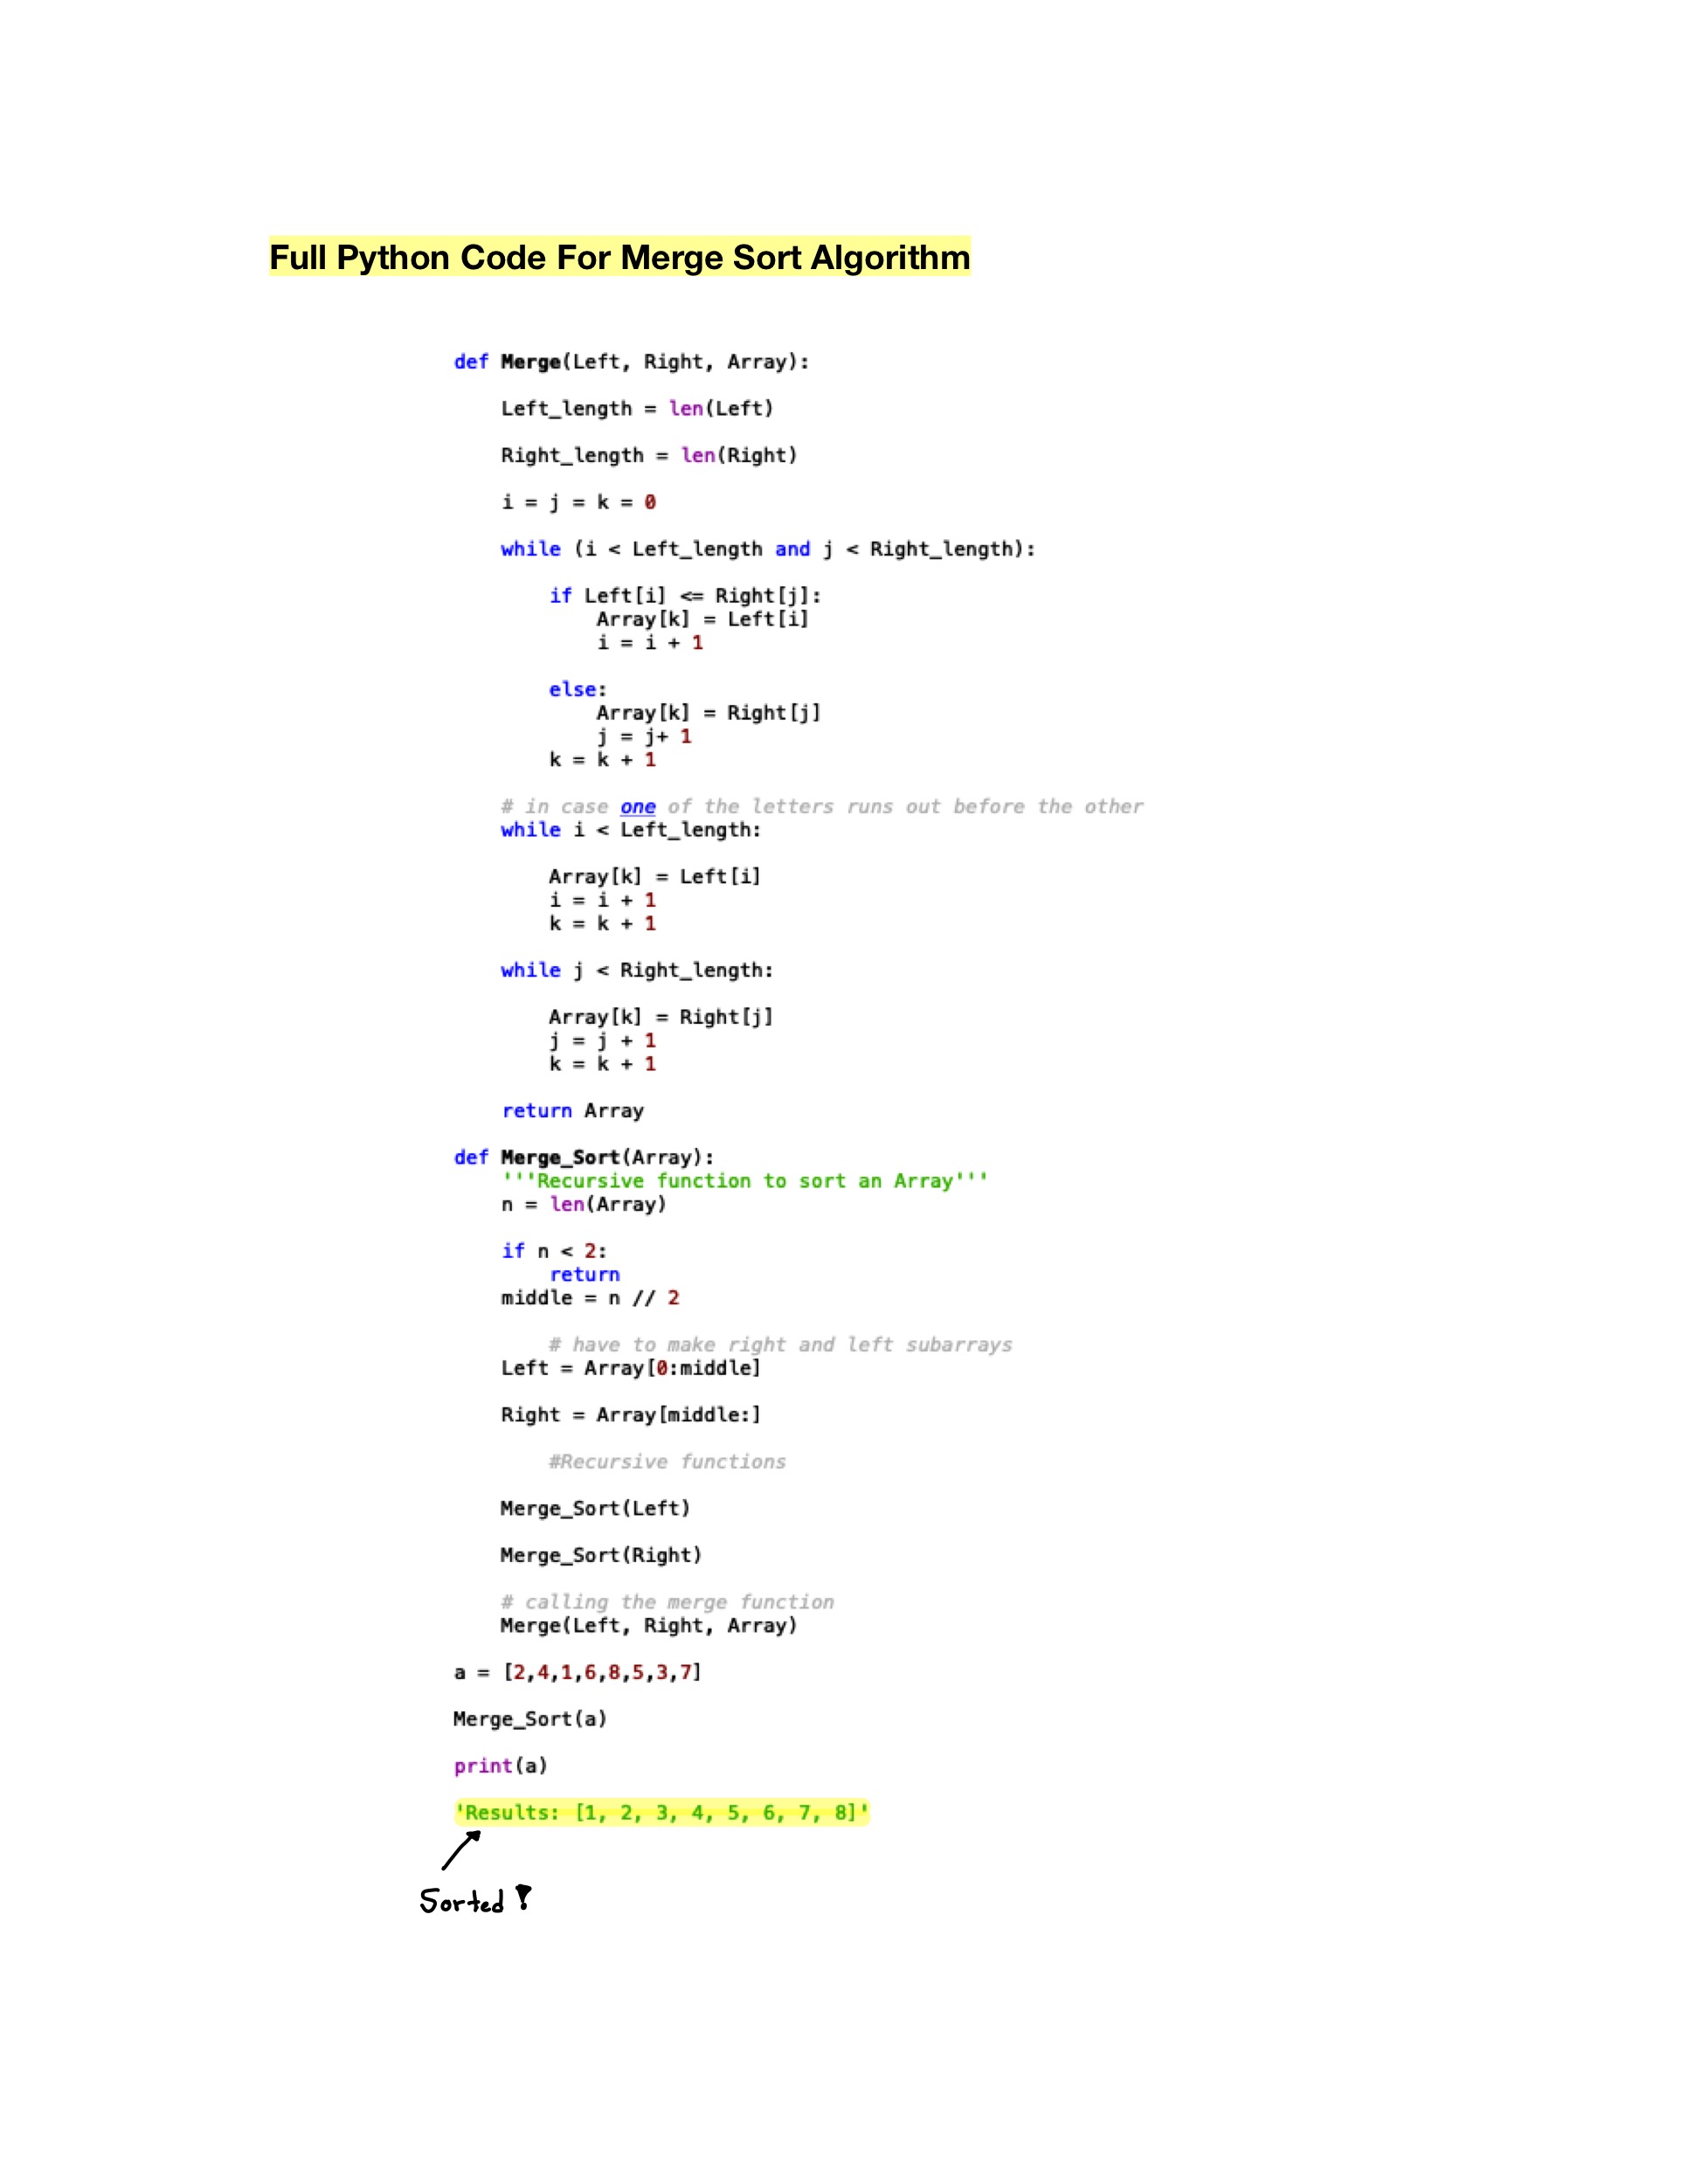 Full Python Code For Merge Sort Algorithm
def Merge(Left, Right, Array):
Left_length = len(Left)
Right_length = len(Right)
i = j = k = 0
while (i < Left_length and j < Right_length):
if Left[i] <= Right[j]:
Array[k] = Left[i]
i = i + 1
else:
Array[k] = Right[j]
j = j+ 1
k = k + 1
# in case one of the letters runs out before the other
while i < Left_length:
Array[k] = Left[i]
i = i + 1
k = k + 1
while j < Right_length:
Array[k] = Right[j]
j = j + 1
k = k + 1
return Array
def Merge_Sort(Array):
'''Recursive function to sort an Array'''
n = len(Array)
if n < 2:
return
middle = n // 2
# have to make right and left subarrays
Left = Array[0:middle]
Right = Array[middle:]
#Recursive functions
Merge_Sort(Left)
Merge_Sort(Right)
# calling the merge function
Merge(Left, Right, Array)
a = [2,4,1,6,8,5,3,7]
Merge_Sort(a)
print(a)
'Results: [1, 2, 3, 4, 5, 6, 7, 8]'
Sorted !